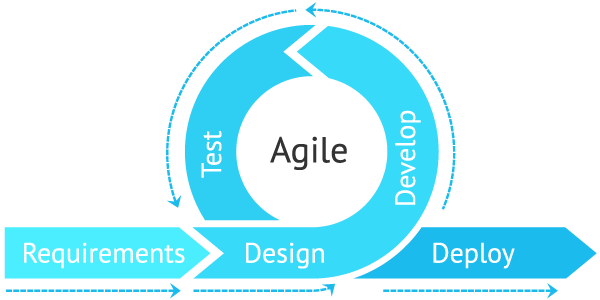 Agile
Test
Develop
Requirements
Design
Deploy